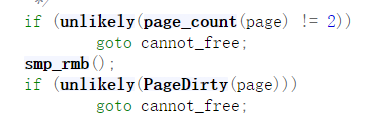 */
if (unlikely(page_count(page) != 2))
goto cannot_free;
smp_rmb();
if (unlikely(PageDirty(page)))
goto cannot_free;